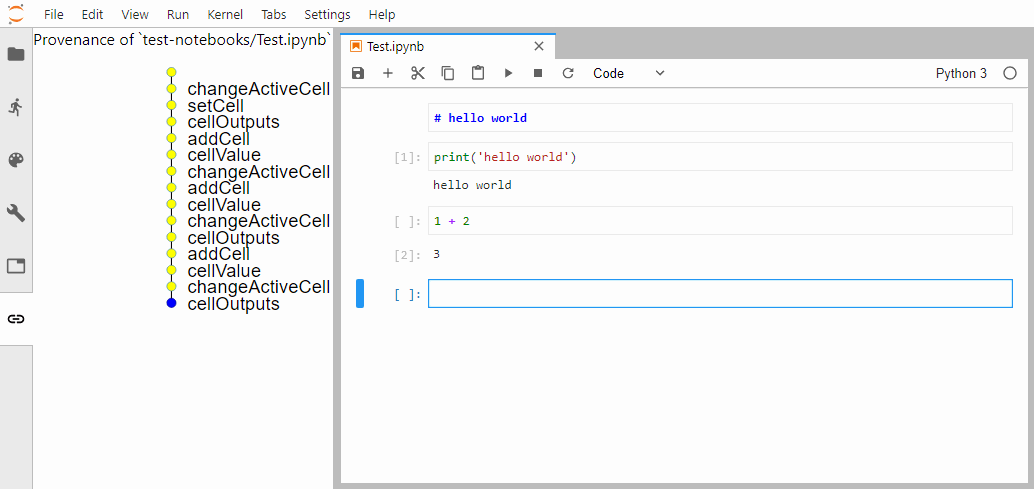 File Edit View Run Kernel Tabs Settings Help
Provenance of `test-notebooks/Test.ipynb`
changeActiveCell
setCell
cellOutputs
addCell
cellValue
changeActiveCell
addCell
cellValue
changeActiveCell
cellOutputs
addCell
cellValue
changeActiveCell
cellOutputs
Test.ipynb
Code
Python 3
# hello world
[1]: print('hello world')
hello world
[ ]: 1 + 2
[2]: 3
[ ]: